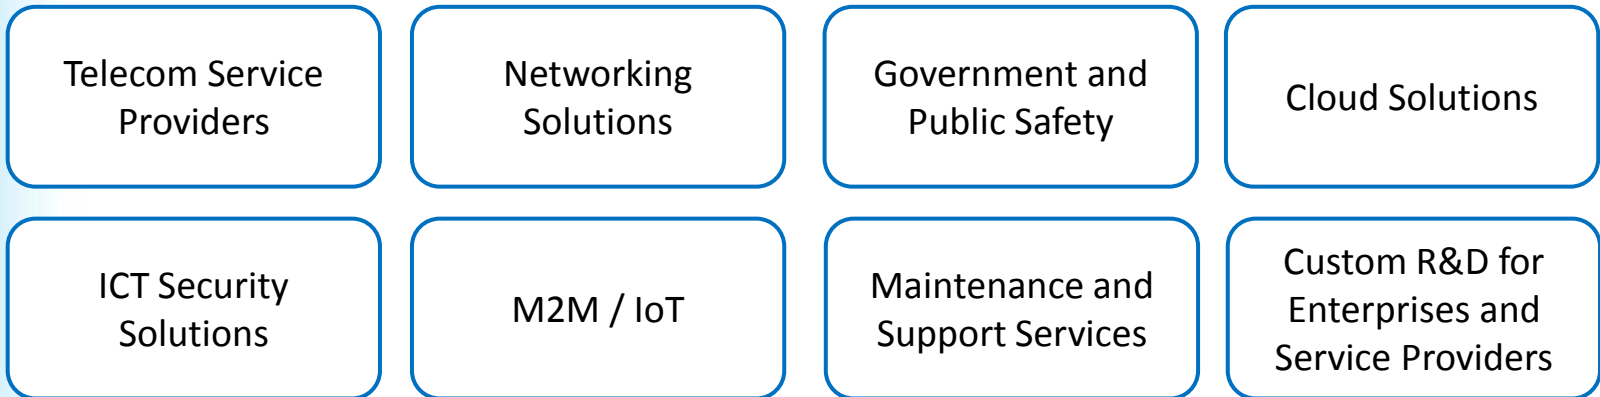 Telecom Service
Providers
Networking
Solutions
Government and
Public Safety
Cloud Solutions
ICT Security
Solutions
M2M / IoT
Maintenance and
Support Services
Custom R&D for
Enterprises and
Service Providers